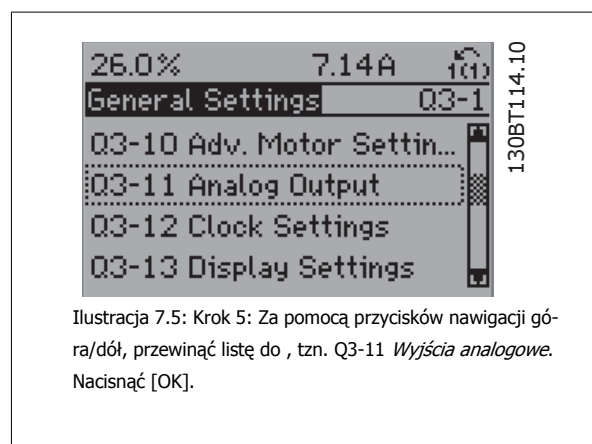 26.0% 7.14A 1(1)
General Settings Q3-1
Q3-10 Adv. Motor Settin...
Q3-11 Analog Output
Q3-12 Clock Settings
Q3-13 Display Settings
130BT114.10
Ilustracja 7.5: Krok 5: Za pomocą przycisków nawigacji gó-
ra/dół, przewinąć listę do , tzn. Q3-11 Wyjścia analogowe.
Nacisnąć [OK].